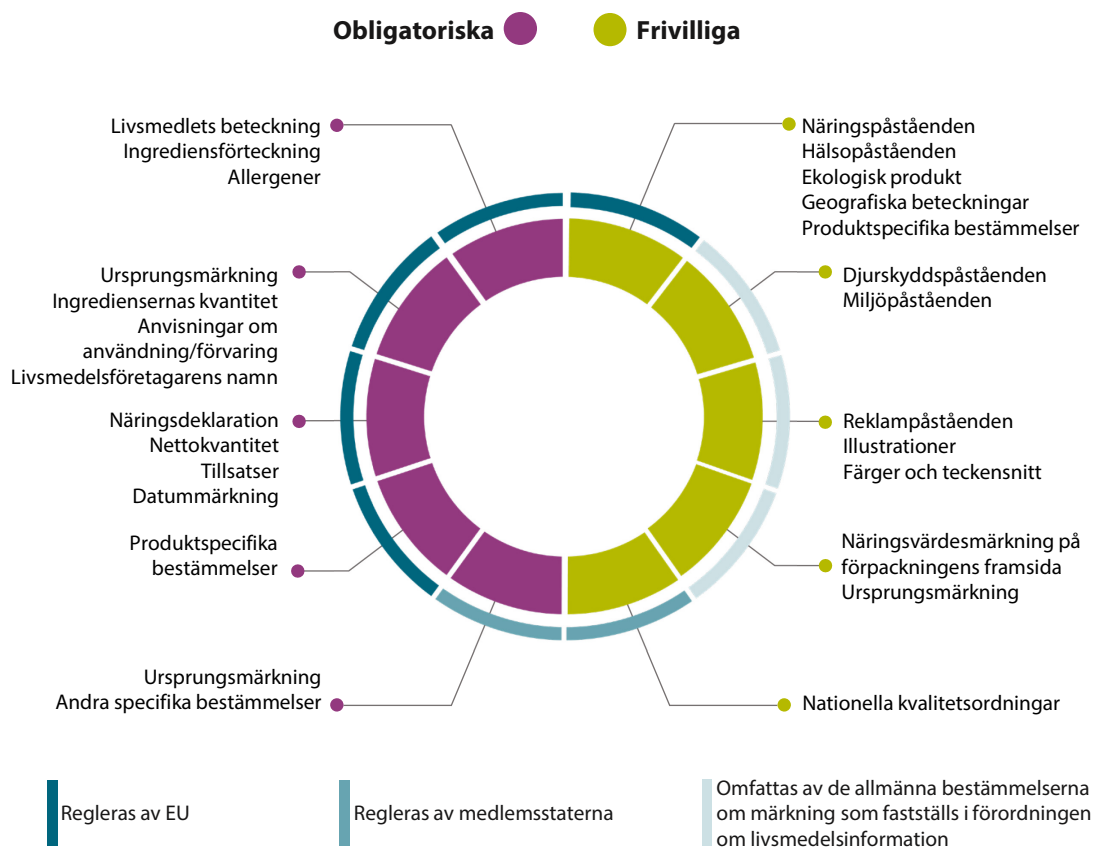 Obligatoriska
Frivilliga
Livsmedlets beteckning
Ingrediensförteckning
Allergener
Ursprungsmärkning
Ingrediensernas kvantitet
Anvisningar om
användning/förvaring
Livsmedelsföretagarens namn
Näringsdeklaration
Nettokvantitet
Tillsatser
Datummärkning
Produktspecifika
bestämmelser
Ursprungsmärkning
Andra specifika bestämmelser
Näringspåståenden
Hälsopåståenden
Ekologisk produkt
Geografiska beteckningar
Produktspecifika bestämmelser
Djurskyddspåståenden
Miljöpåståenden
Reklampåståenden
Illustrationer
Färger och teckensnitt
Näringsvärdesmärkning på
förpackningens framsida
Ursprungsmärkning
Nationella kvalitetsordningar
Regleras av EU
Regleras av medlemsstaterna
Omfattas av de allmänna bestämmelserna
om märkning som fastställs i förordningen
om livsmedelsinformation